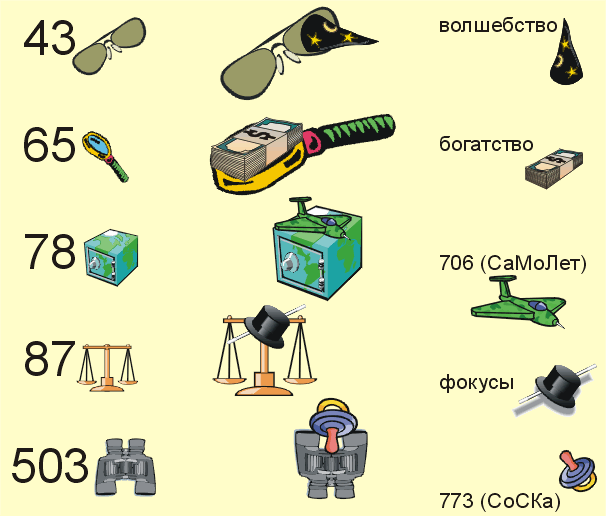 43
волшебство
65
богатство
78
706 (СаМоЛет)
87
фокусы
503
773 (СоСКа)